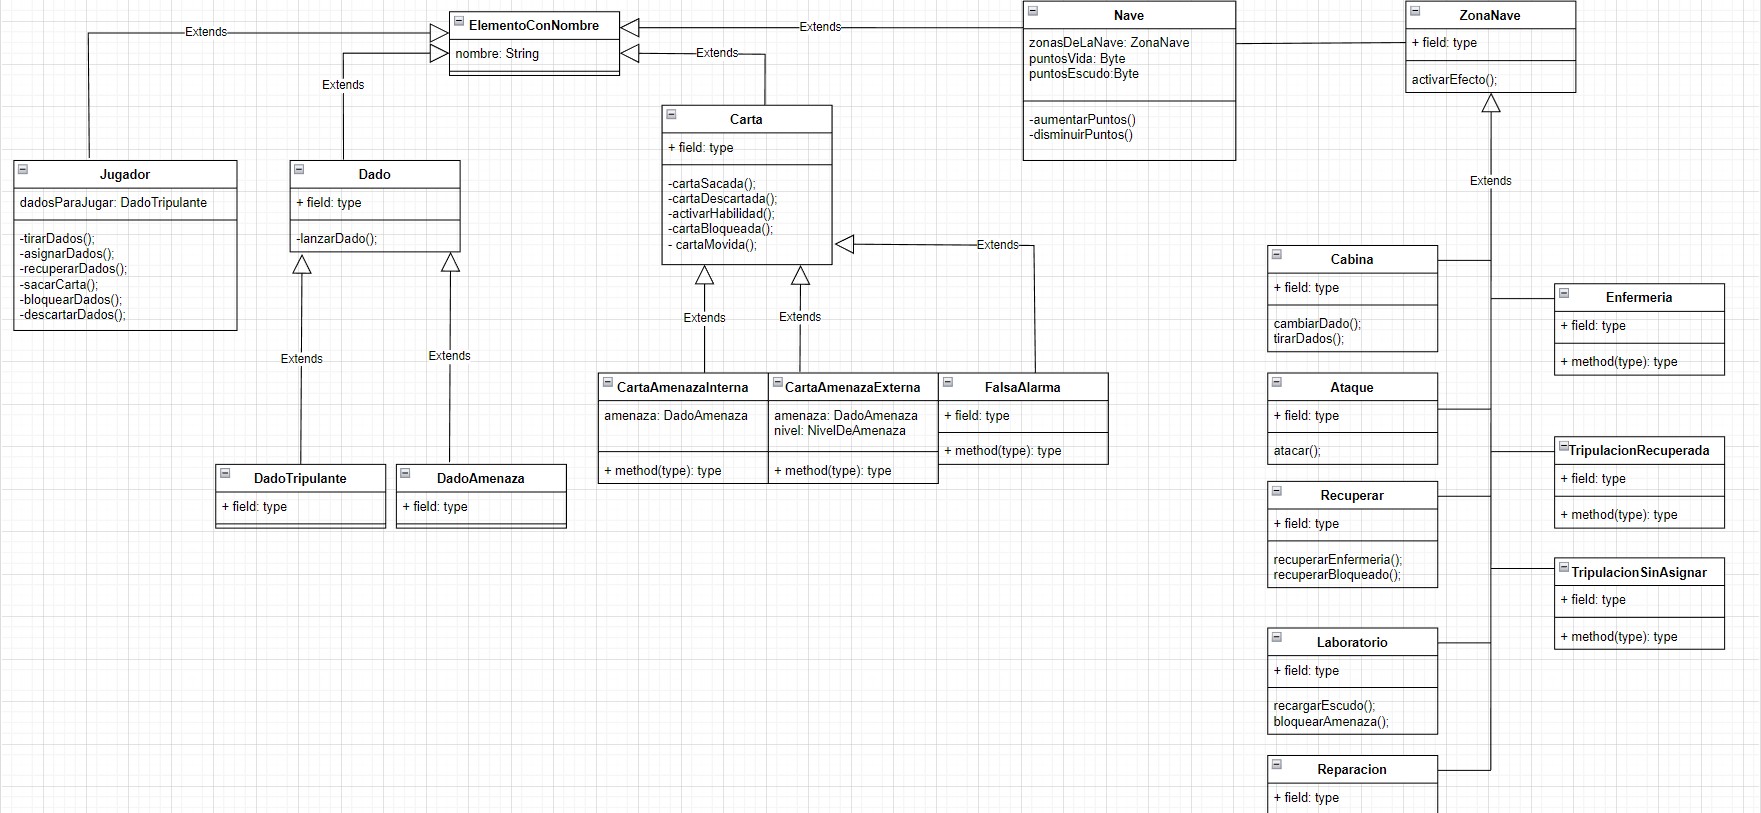 ElementoConNombre
nombre: String
Extends
Extends
Extends
Extends
Nave
zonasDeLaNave: ZonaNave
puntosVida: Byte
puntosEscudo:Byte
-aumentarPuntos()
-disminuirPuntos()
ZonaNave
+ field: type
activarEfecto();
Extends
Carta
+ field: type
-cartaSacada();
-cartaDescartada();
-activarHabilidad();
-cartaBloqueada();
- cartaMovida();
Jugador
dadosParaJugar: DadoTripulante
-tirarDados();
-asignarDados();
-recuperarDados();
-sacarCarta();
-bloquearDados();
-descartarDados();
Dado
+ field: type
-lanzarDado();
Extends
Extends
Extends
Extends
Extends
DadoTripulante
+ field: type
DadoAmenaza
+ field: type
CartaAmenazaInterna
amenaza: DadoAmenaza
+ method(type): type
CartaAmenazaExterna
amenaza: DadoAmenaza
nivel: NivelDeAmenaza
+ method(type): type
FalsaAlarma
+ field: type
+ method(type): type
Cabina
+ field: type
cambiarDado();
tirarDados();
Enfermeria
+ field: type
+ method(type): type
Ataque
+ field: type
atacar();
TripulacionRecuperada
+ field: type
+ method(type): type
Recuperar
+ field: type
recuperarEnfermeria();
recuperarBloqueado();
TripulacionSinAsignar
+ field: type
+ method(type): type
Laboratorio
+ field: type
recargarEscudo();
bloquearAmenaza();
Reparacion
+ field: type